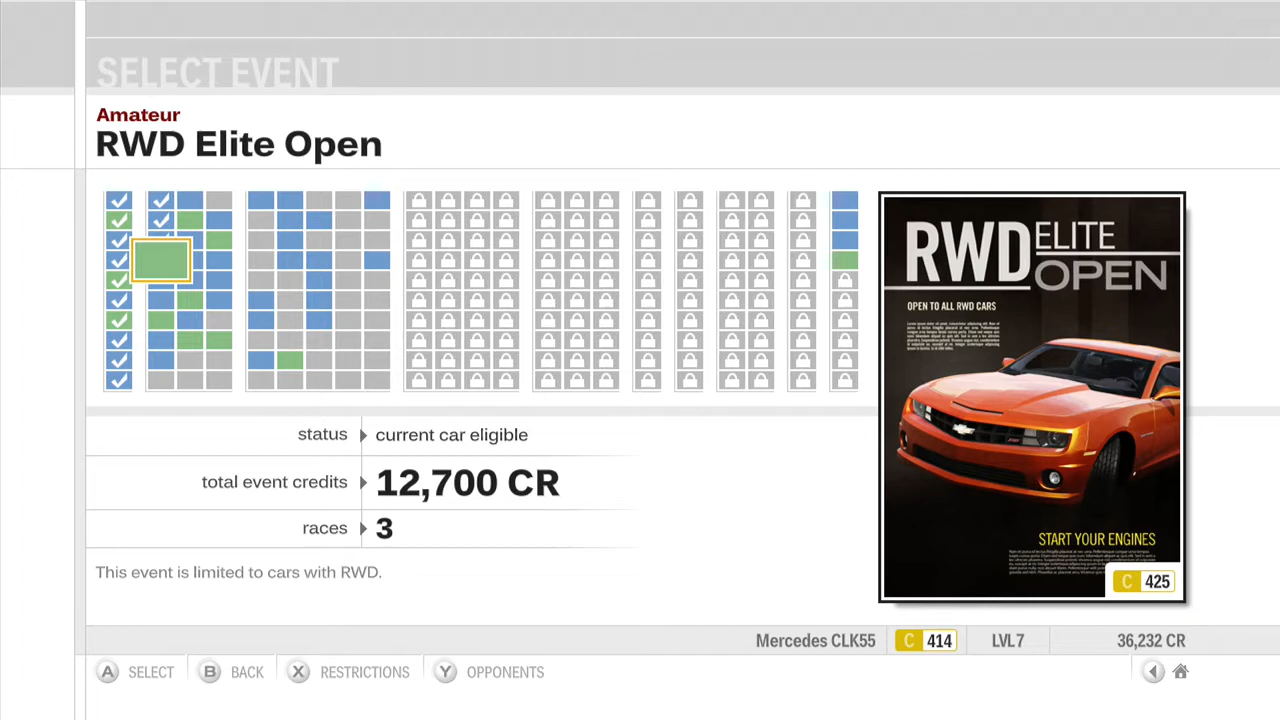 SELECT EVENT
Amateur
RWD Elite Open
RWD ELITE
OPEN
OPEN TO ALL RWD CARS
START YOUR ENGINES
C 425
status current car eligible
total event credits 12,700 CR
races 3
This event is limited to cars with RWD.
Mercedes CLK55 C 414 LVL7 36,232 CR
A SELECT B BACK X RESTRICTIONS Y OPPONENTS